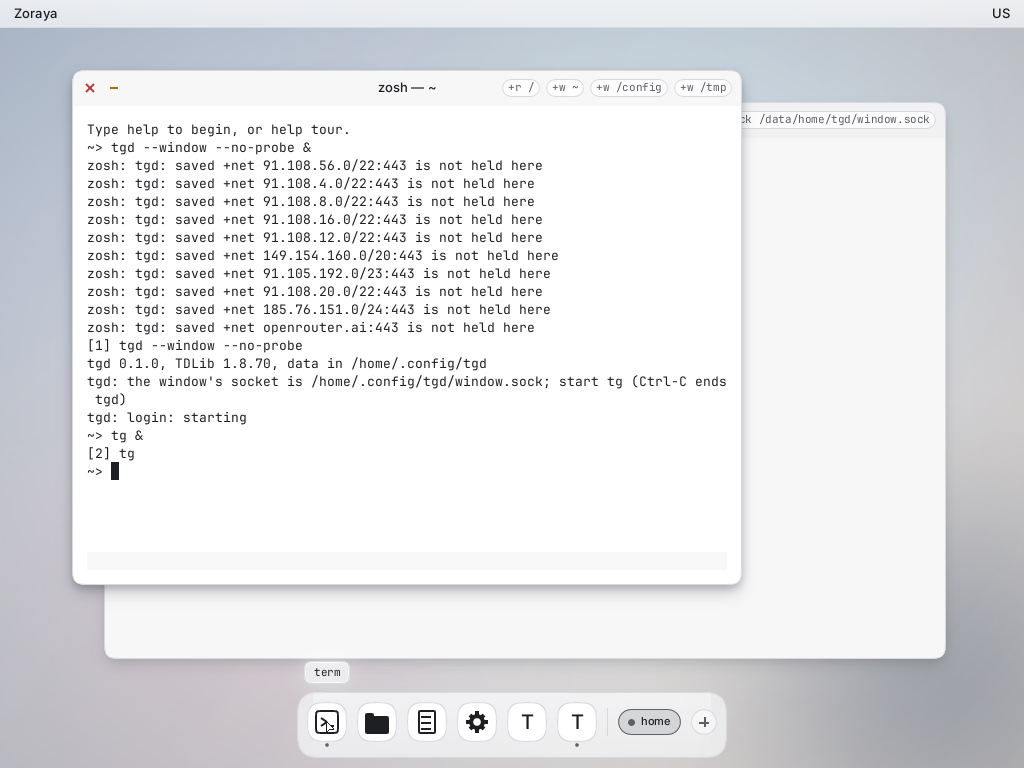 Zoraya
US
zosh — ~
+r /
+w ~
+w /config
+w /tmp
ck /data/home/tgd/window.sock
Type help to begin, or help tour.
~> tgd --window --no-probe &
zosh: tgd: saved +net 91.108.56.0/22:443 is not held here
zosh: tgd: saved +net 91.108.4.0/22:443 is not held here
zosh: tgd: saved +net 91.108.8.0/22:443 is not held here
zosh: tgd: saved +net 91.108.16.0/22:443 is not held here
zosh: tgd: saved +net 91.108.12.0/22:443 is not held here
zosh: tgd: saved +net 149.154.160.0/20:443 is not held here
zosh: tgd: saved +net 91.105.192.0/23:443 is not held here
zosh: tgd: saved +net 91.108.20.0/22:443 is not held here
zosh: tgd: saved +net 185.76.151.0/24:443 is not held here
zosh: tgd: saved +net openrouter.ai:443 is not held here
[1] tgd --window --no-probe
tgd 0.1.0, TDLib 1.8.70, data in /home/.config/tgd
tgd: the window's socket is /home/.config/tgd/window.sock; start tg (Ctrl-C ends
 tgd)
tgd: login: starting
~> tg &
[2] tg
~>
term
T
T
home